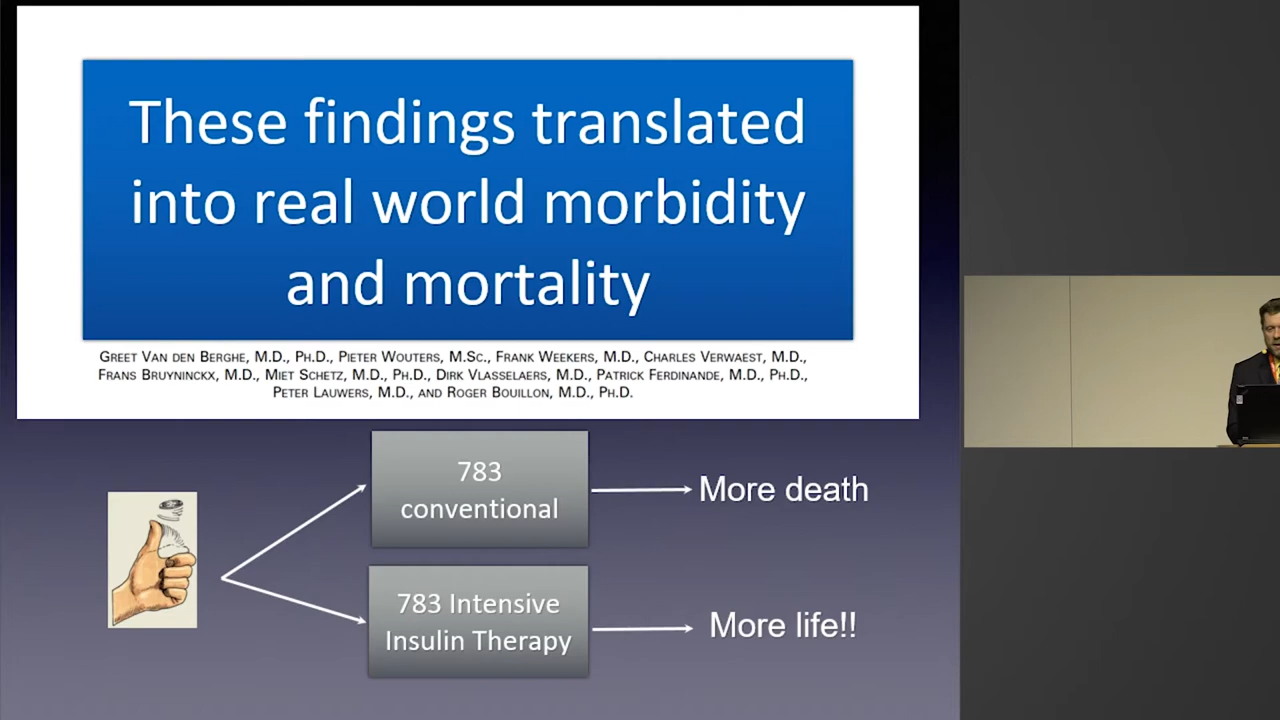 These findings translated
into real world morbidity
and mortality
GREET VAN DEN BERGHE, M.D., PH.D., PIETER WOUTERS, M.SC., FRANK WEEKERS, M.D., CHARLES VERWAEST, M.D.,
FRANS BRUYNINCKX, M.D., MIET SCHETZ, M.D., PH.D., DIRK VLASSELAERS, M.D., PATRICK FERDINANDE, M.D., PH.D.,
PETER LAUWERS, M.D., AND ROGER BOUILLON, M.D., PH.D.
783
conventional
More death
783 Intensive
Insulin Therapy
More life!!